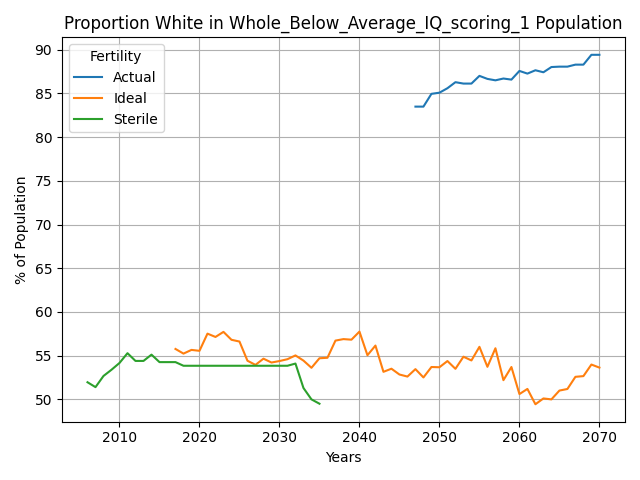 Proportion White in Whole_Below_Average_IQ_scoring_1 Population
Fertility
Actual
Ideal
Sterile
% of Population
90
85
80
75
70
65
60
55
50
2010 2020 2030 2040 2050 2060 2070
Years